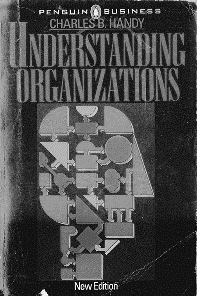 PENGUIN BUSINESS
CHARLES B. HANDY
UNDERSTANDING
ORGANIZATIONS
New Edition